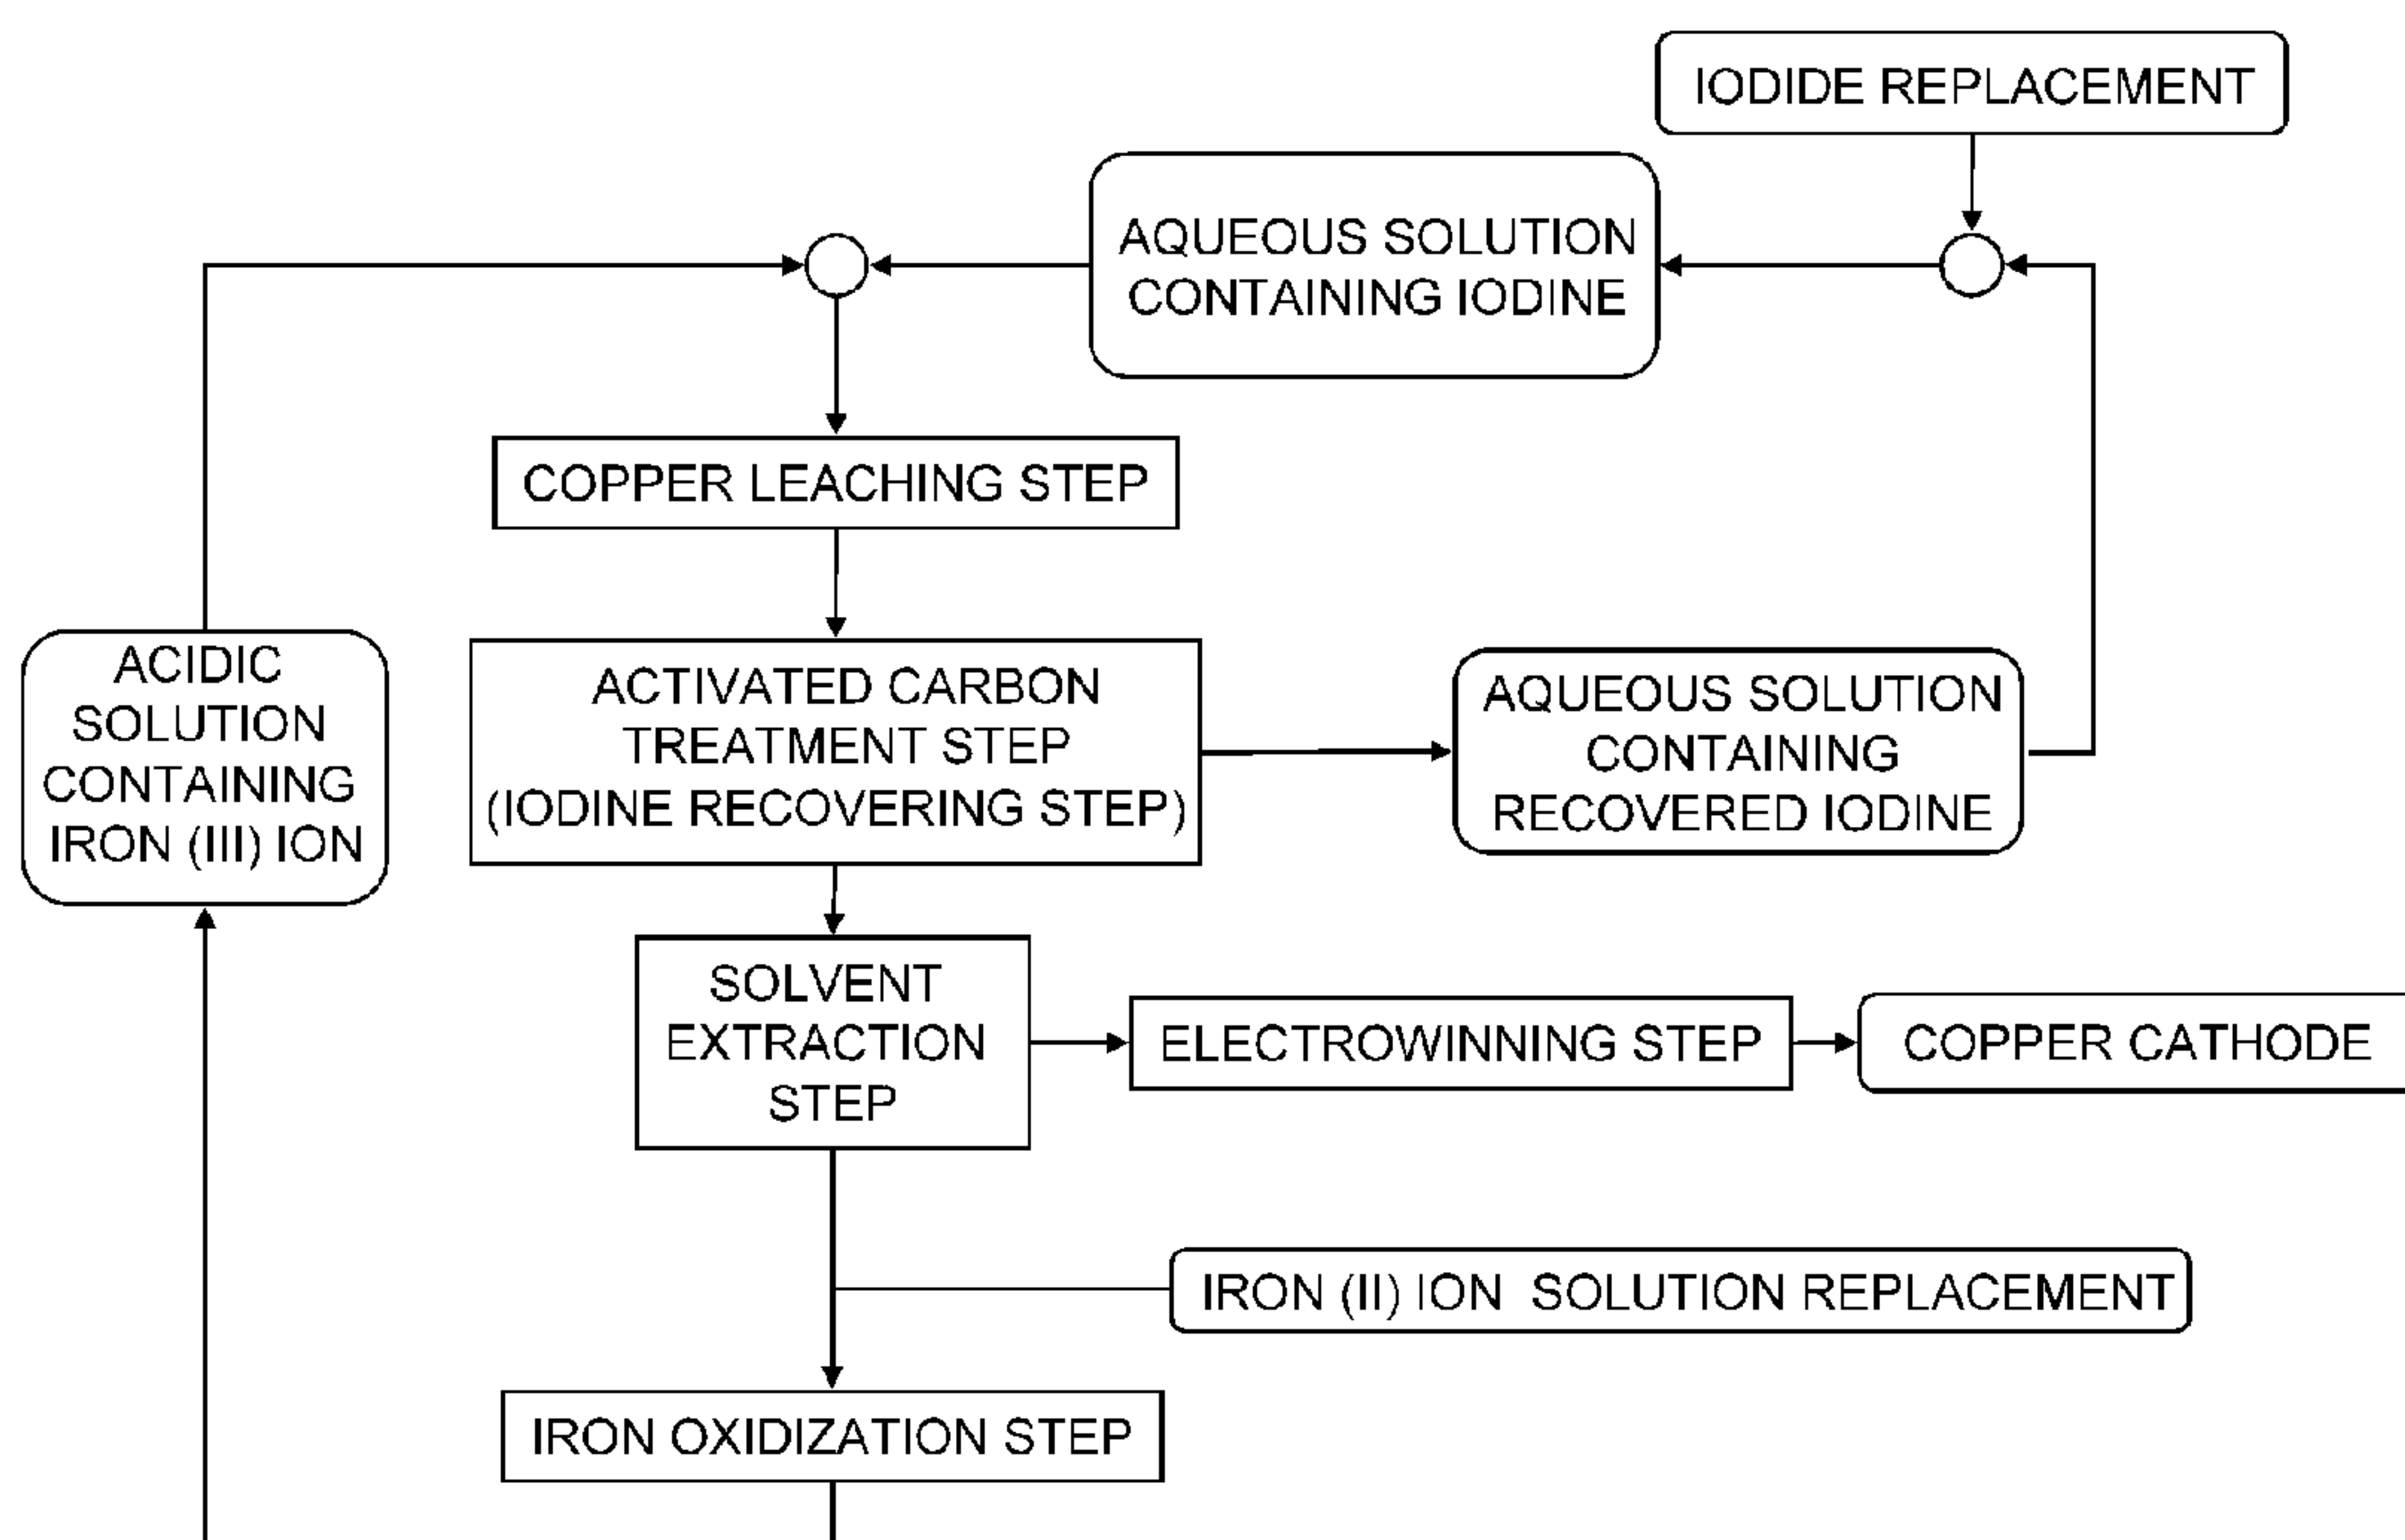 IODIDE REPLACEMENT
AQUEOUS SOLUTION
CONTAINING IODINE
COPPER LEACHING STEP
ACIDIC
SOLUTION
CONTAINING
IRON (III) ION
ACTIVATED CARBON
TREATMENT STEP
(IODINE RECOVERING STEP)
AQUEOUS SOLUTION
CONTAINING
RECOVERED IODINE
SOLVENT
EXTRACTION
STEP
ELECTROWINNING STEP
COPPER CATHODE
IRON (II) ION SOLUTION REPLACEMENT
IRON OXIDIZATION STEP